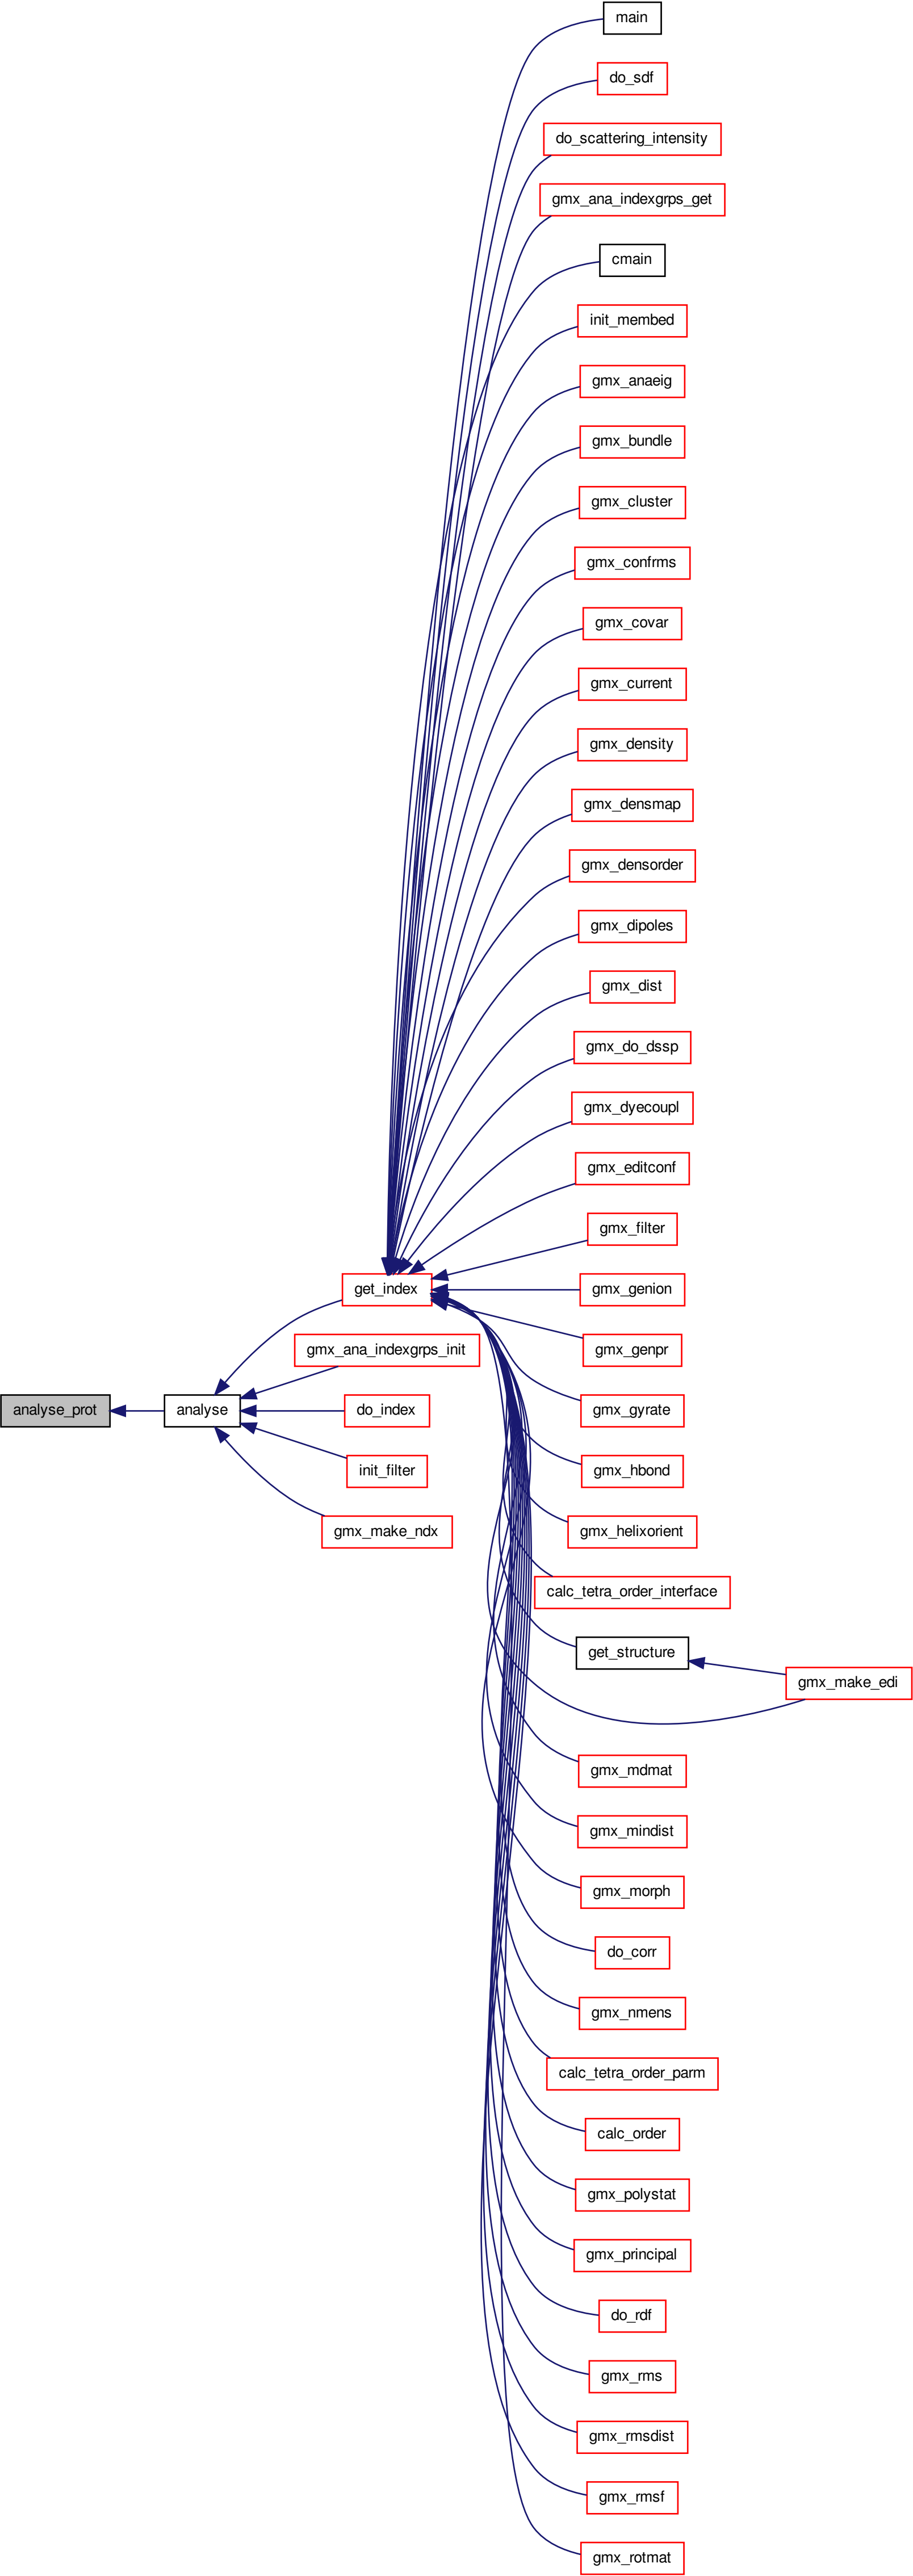 main
do_sdf
do_scattering_intensity
gmx_ana_indexgrps_get
cmain
init_membed
gmx_anaeig
gmx_bundle
gmx_cluster
gmx_confrms
gmx_covar
gmx_current
gmx_density
gmx_densmap
gmx_densorder
gmx_dipoles
gmx_dist
gmx_do_dssp
gmx_dyecoupl
gmx_editconf
gmx_filter
get_index
gmx_genion
gmx_ana_indexgrps_init
gmx_genpr
analyse_prot
analyse
do_index
gmx_gyrate
init_filter
gmx_hbond
gmx_make_ndx
gmx_helixorient
calc_tetra_order_interface
get_structure
gmx_make_edi
gmx_mdmat
gmx_mindist
gmx_morph
do_corr
gmx_nmens
calc_tetra_order_parm
calc_order
gmx_polystat
gmx_principal
do_rdf
gmx_rms
gmx_rmsdist
gmx_rmsf
gmx_rotmat